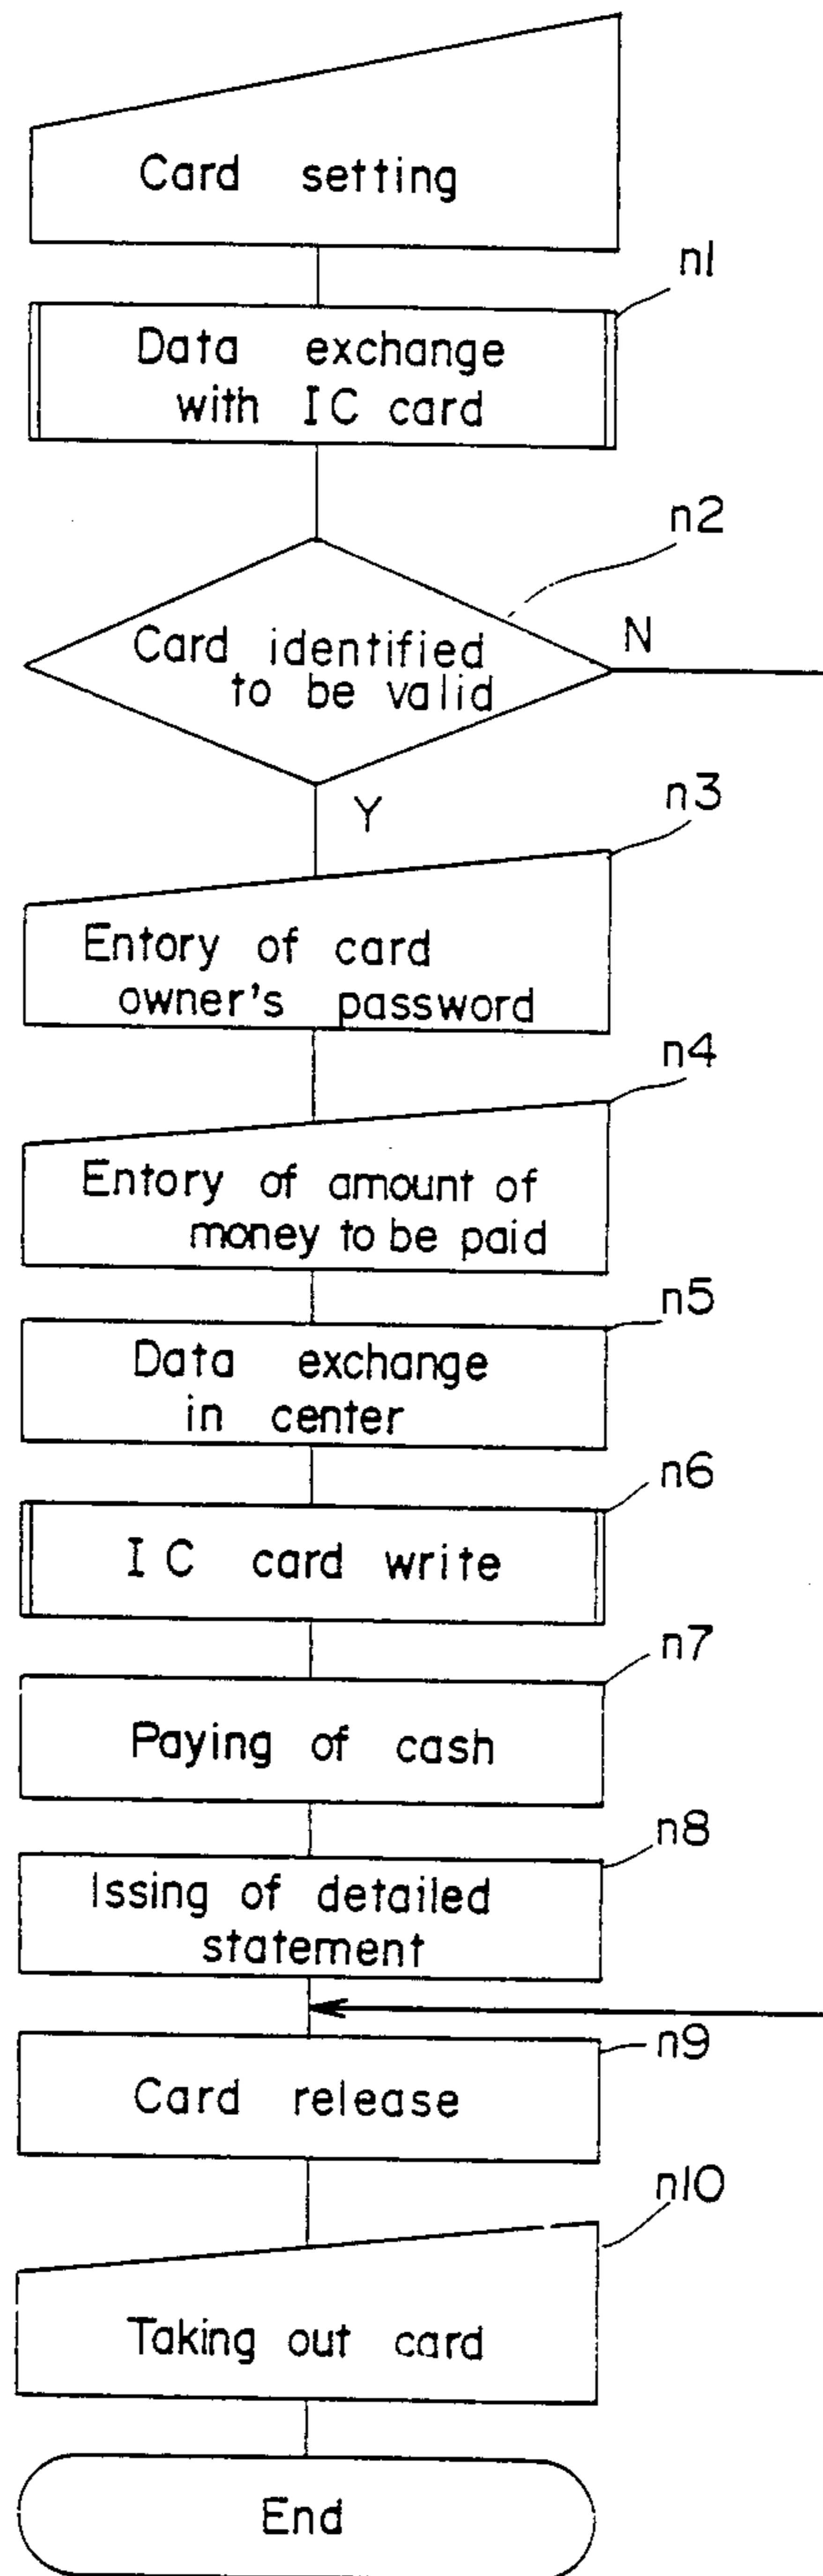 Card setting
n1
Data exchange
with IC card
n2
Card identified
to be valid
N
Y
n3
Entory of card
owner's password
n4
Entory of amount of
money to be paid
n5
Data exchange
in center
n6
IC card write
n7
Paying of cash
n8
Issing of detailed
statement
n9
Card release
n10
Taking out card
End